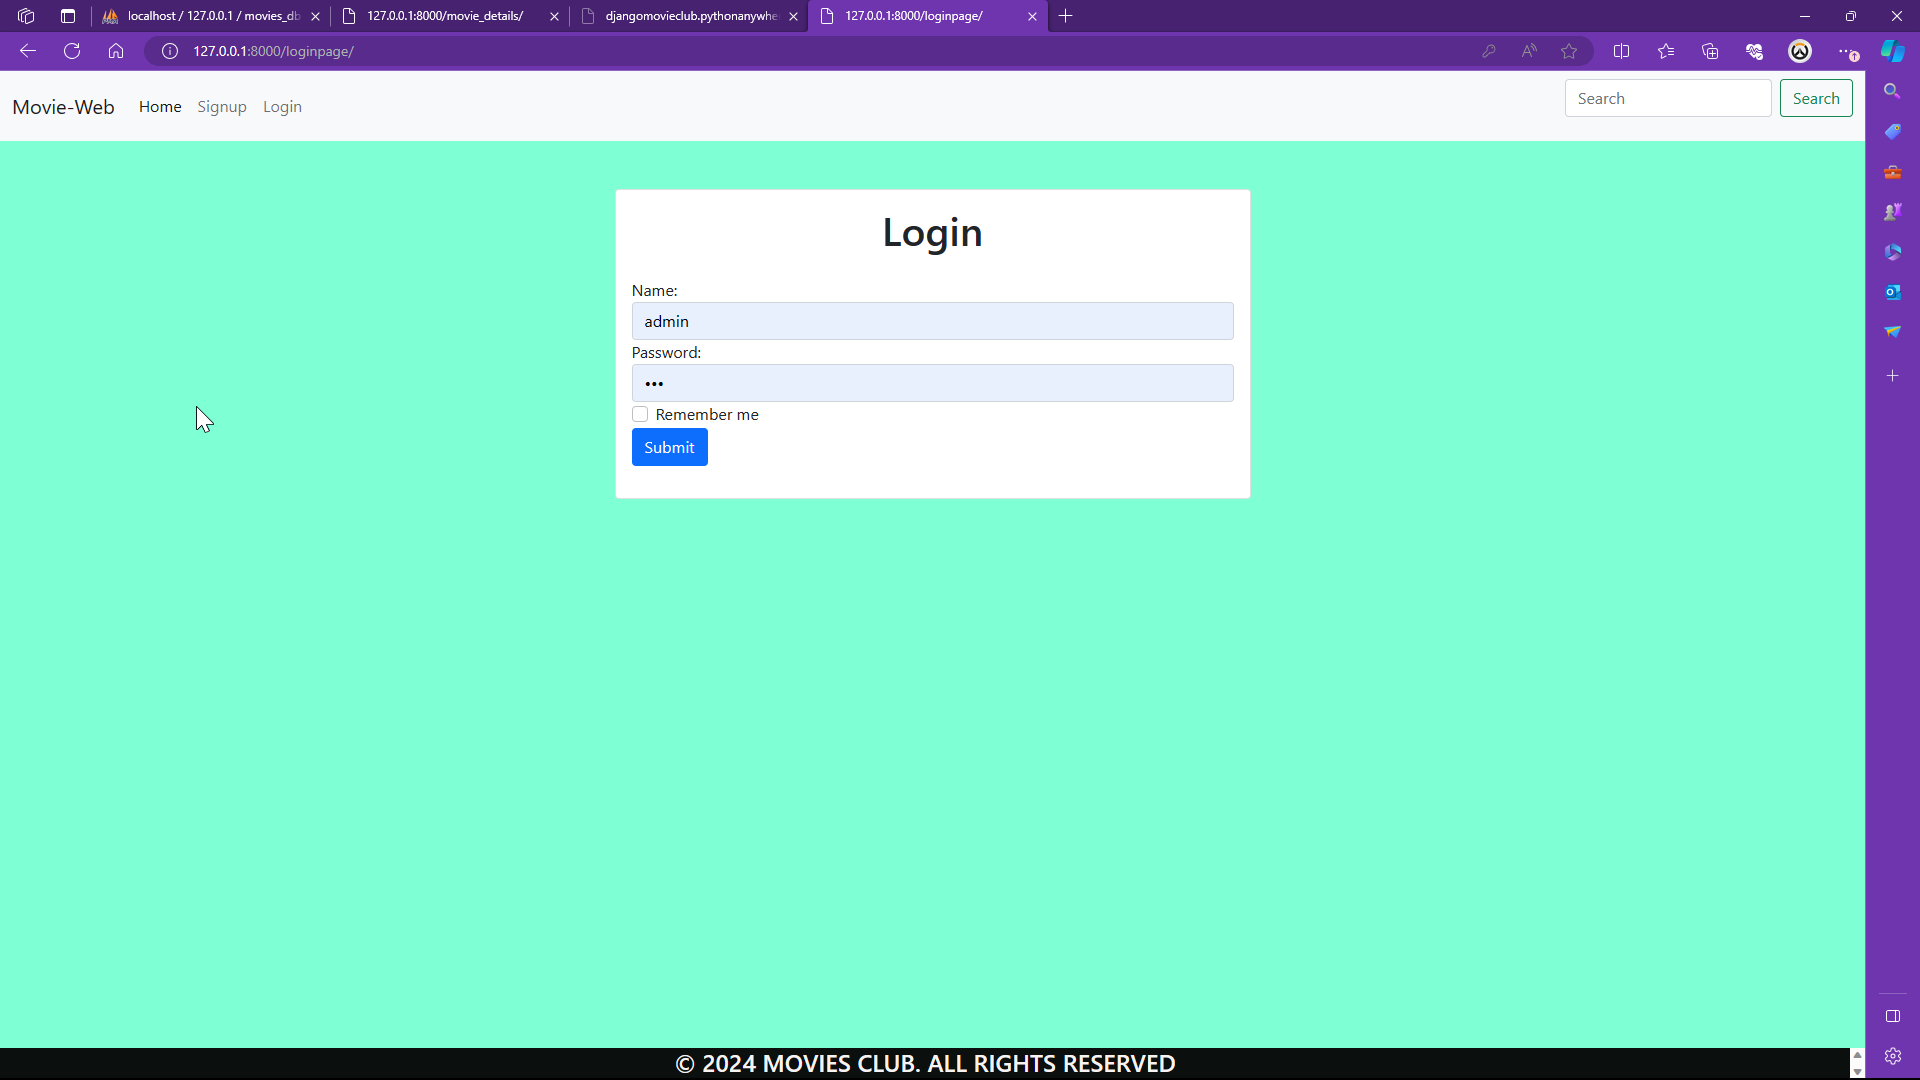 localhost / 127.0.0.1 / movies_db
127.0.0.1:8000/movie_details/
djangomovieclub.pythonanywhe
127.0.0.1:8000/loginpage/
127.0.0.1:8000/loginpage/
Movie-Web
Home
Signup
Login
Search
Search
Login
Name:
admin
Password:
•••
Remember me
Submit
© 2024 MOVIES CLUB. ALL RIGHTS RESERVED